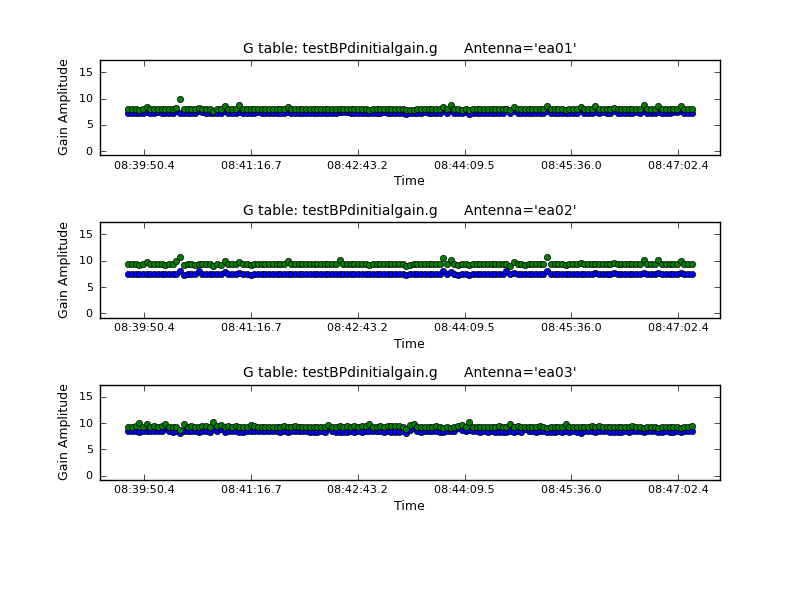 G table: testBPdinitialgain.g      Antenna='ea01'
15
10
5
0
Gain Amplitude
08:39:50.4 08:41:16.7 08:42:43.2 08:44:09.5 08:45:36.0 08:47:02.4
Time
G table: testBPdinitialgain.g      Antenna='ea02'
15
10
5
0
Gain Amplitude
08:39:50.4 08:41:16.7 08:42:43.2 08:44:09.5 08:45:36.0 08:47:02.4
Time
G table: testBPdinitialgain.g      Antenna='ea03'
15
10
5
0
Gain Amplitude
08:39:50.4 08:41:16.7 08:42:43.2 08:44:09.5 08:45:36.0 08:47:02.4
Time